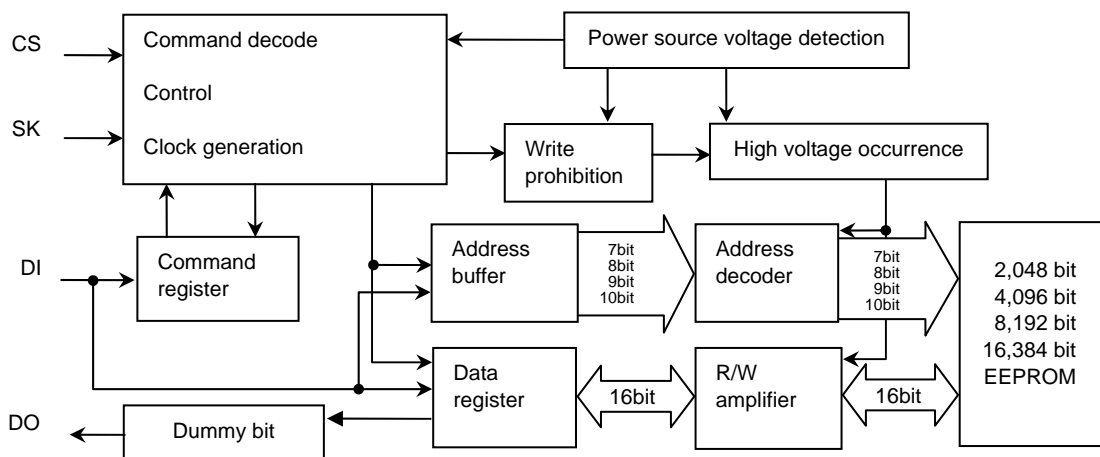 CS
Command decode
Power source voltage detection
Control
SK
Clock generation
Write
prohibition
High voltage occurrence
DI
Command
register
Address
buffer
7bit
8bit
9bit
10bit
Address
decoder
7bit
8bit
9bit
10bit
2,048 bit
4,096 bit
8,192 bit
16,384 bit
EEPROM
Data
register
16bit
R/W
amplifier
16bit
DO
Dummy bit